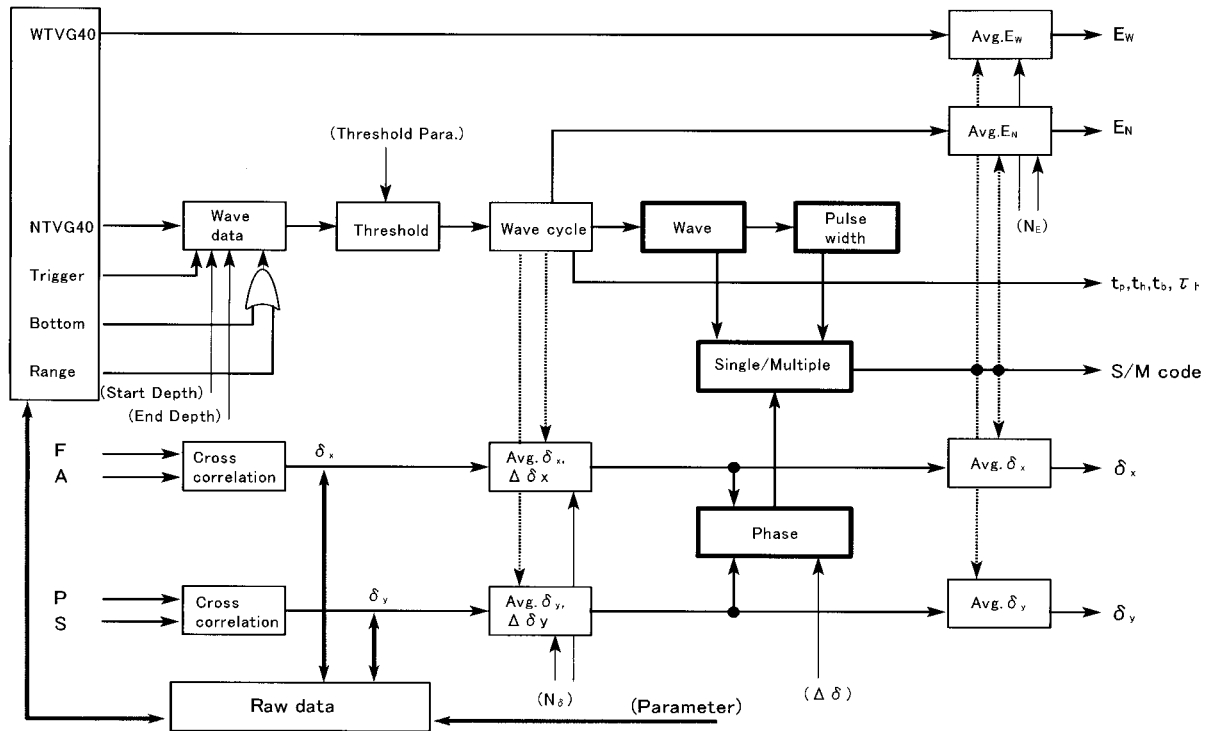 WTVG40
Avg.E_W
E_W
(Threshold Para.)
Avg.E_N
E_N
NTVG40
Wave
data
Threshold
Wave cycle
Wave
Pulse
width
(N_E)
Trigger
Bottom
Range
(Start Depth)
(End Depth)
t_p,t_h,t_b,
Single/Multiple
S/M code
F
A
Cross
correlation
δ_x
Avg. δ_x,
Δ δx
Avg. δ_x
δ_x
Phase
P
S
Cross
correlation
δ_y
Avg. δ_y,
Δ δy
Avg. δ_y
δ_y
(N_δ)
(Δ δ)
Raw data
(Parameter)